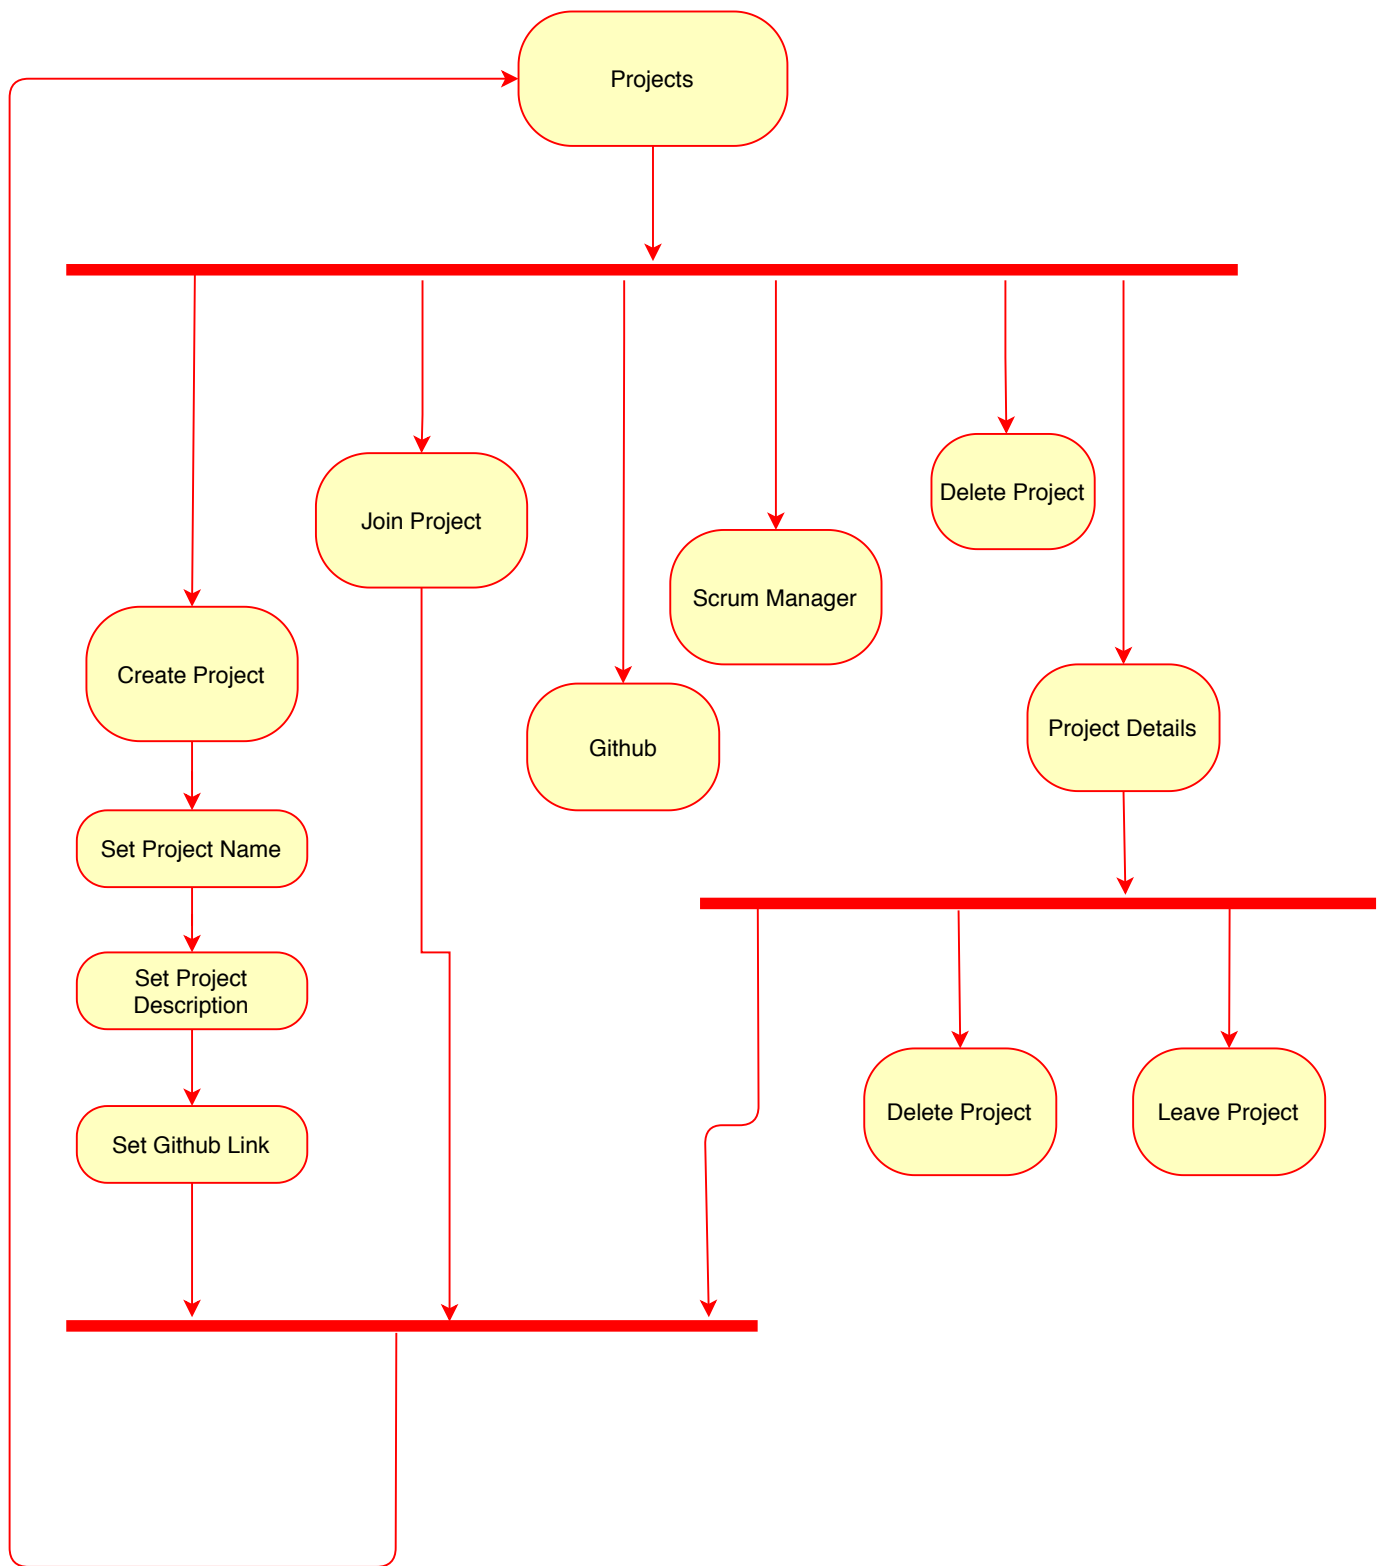 Projects
Delete Project
Join Project
Scrum Manager
Create Project
Project Details
Github
Set Project Name
Set Project
Description
Delete Project
Leave Project
Set Github Link